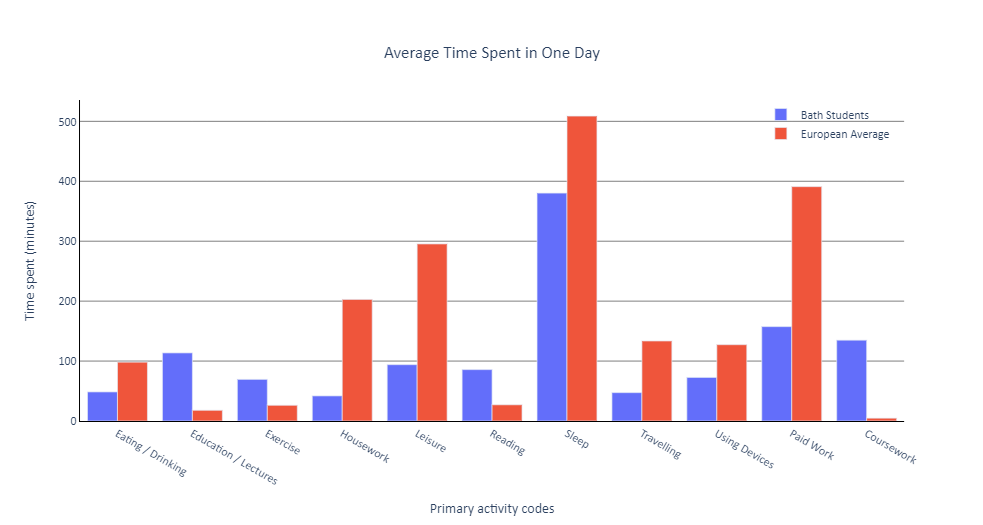 Average Time Spent in One Day
Bath Students
European Average
Time spent (minutes)
500
400
300
200
100
0
Eating / Drinking
Education / Lectures
Exercise
Housework
Leisure
Reading
Sleep
Travelling
Using Devices
Paid Work
Coursework
Primary activity codes